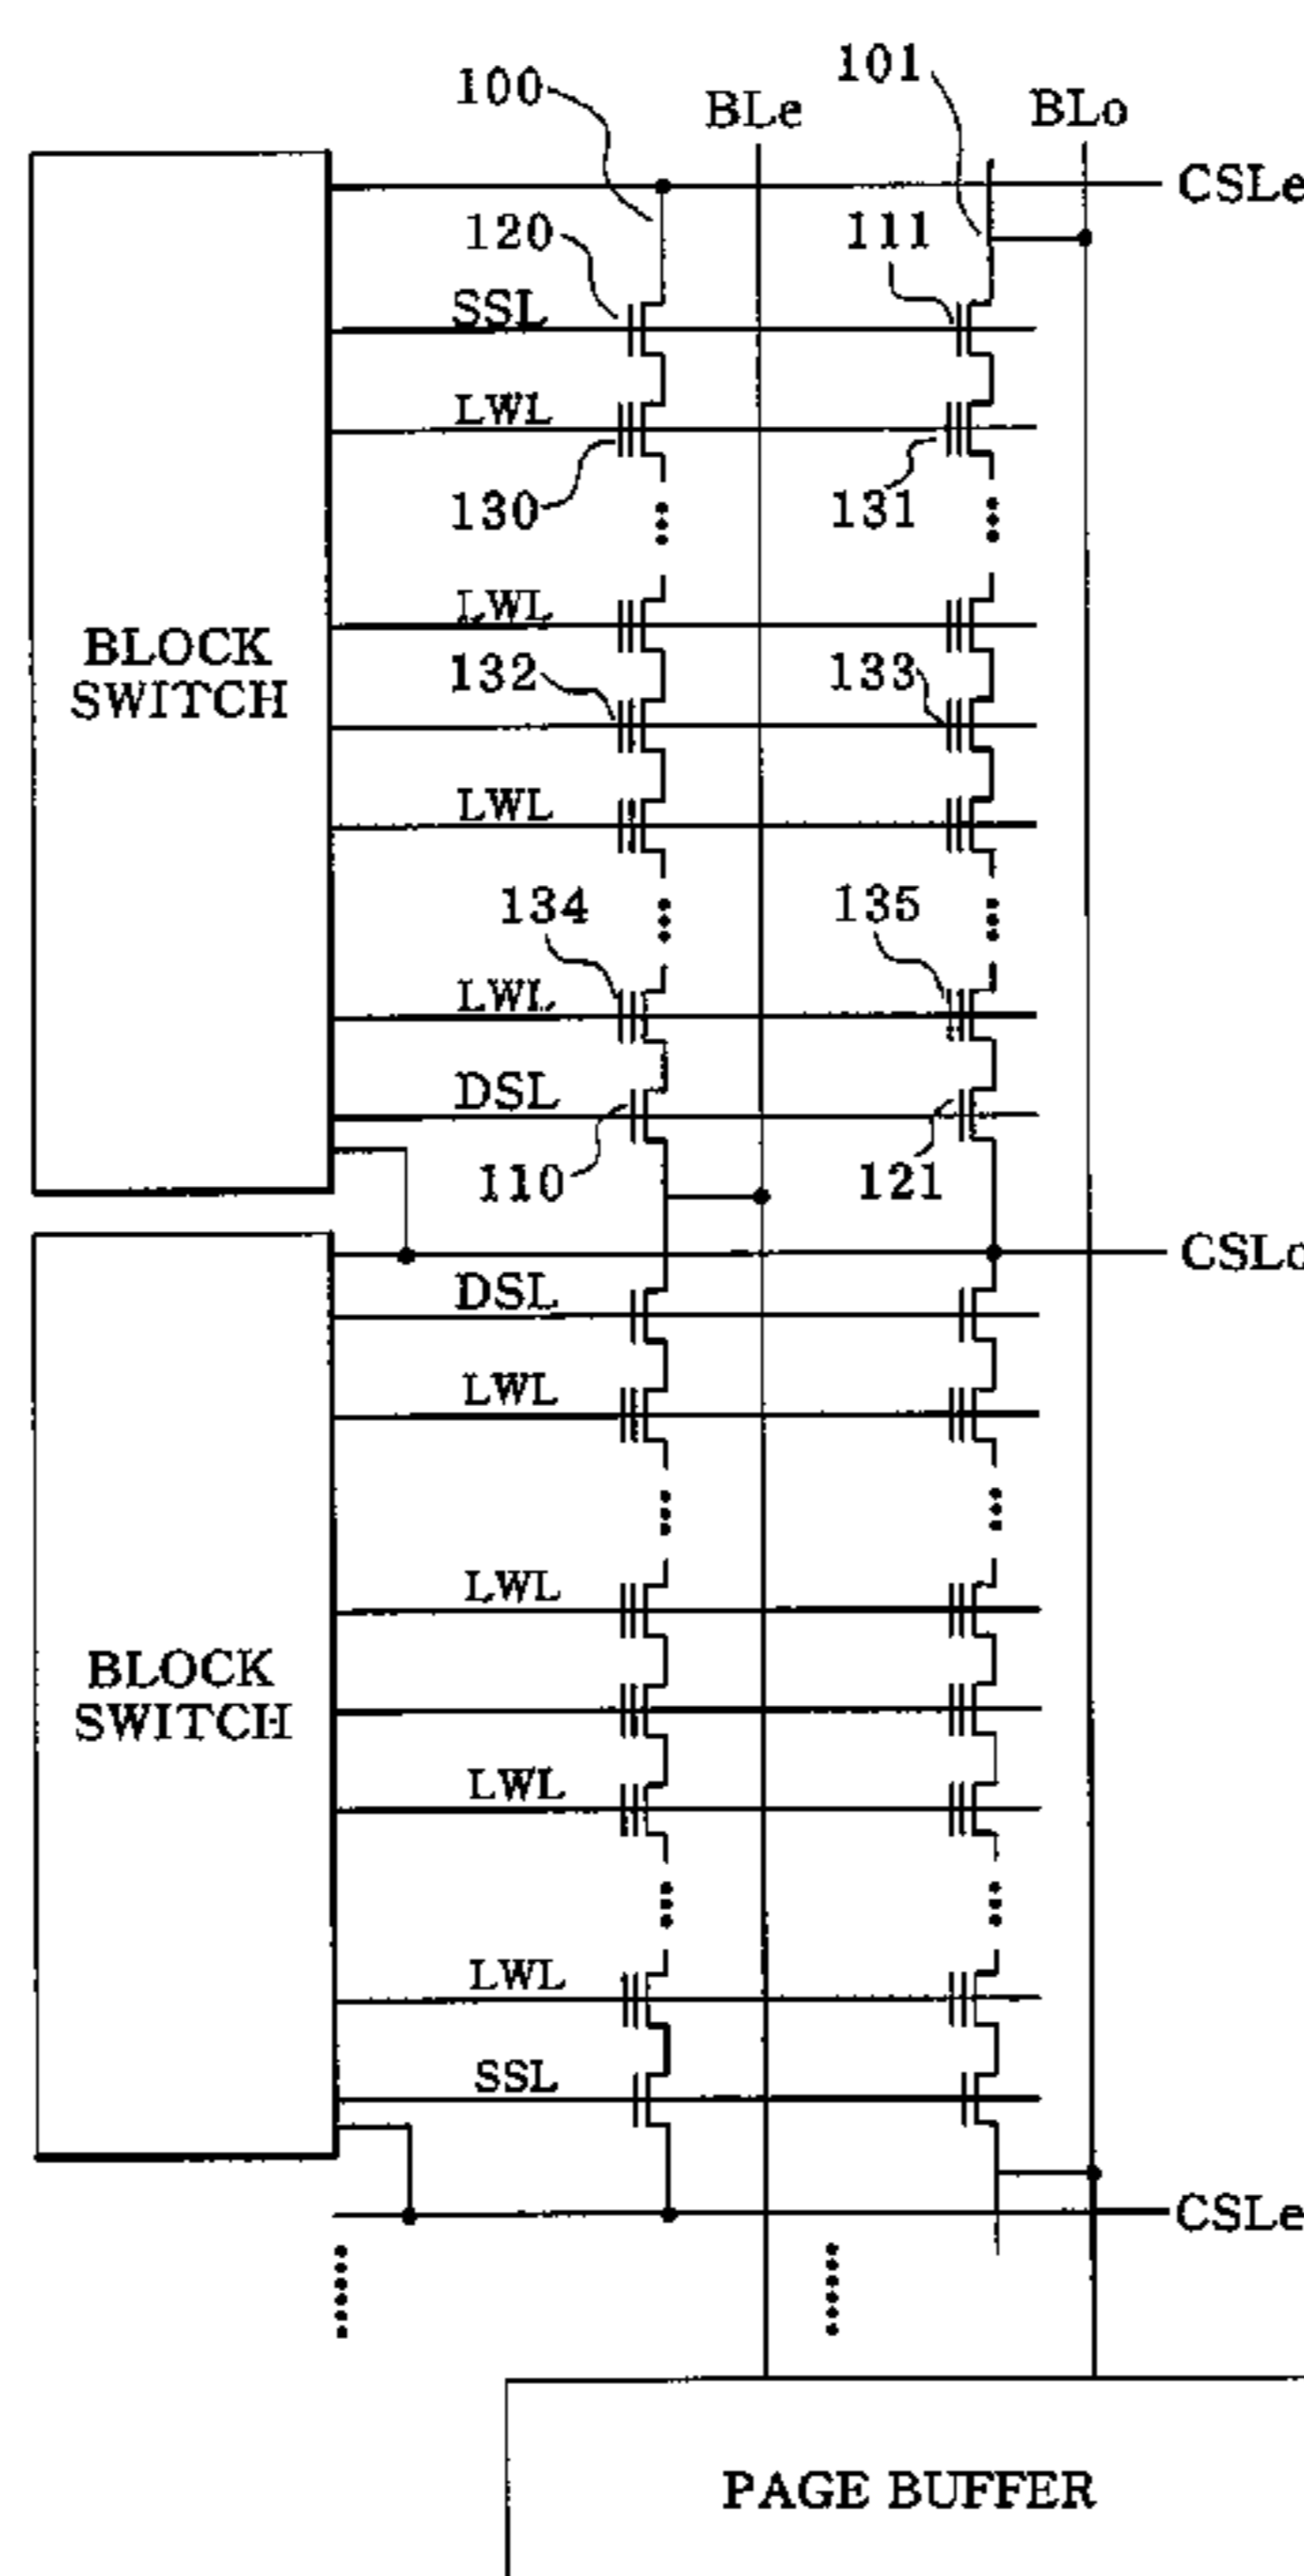 100
101
BLe
BLo
CSLe
120
111
SSL
LWL
130
131
LWL
BLOCK
SWITCH
132
133
LWL
134
135
LWL
DSL
110
121
CSLo
DSL
LWL
LWL
BLOCK
SWITCH
LWL
LWL
SSL
CSLe
PAGE BUFFER